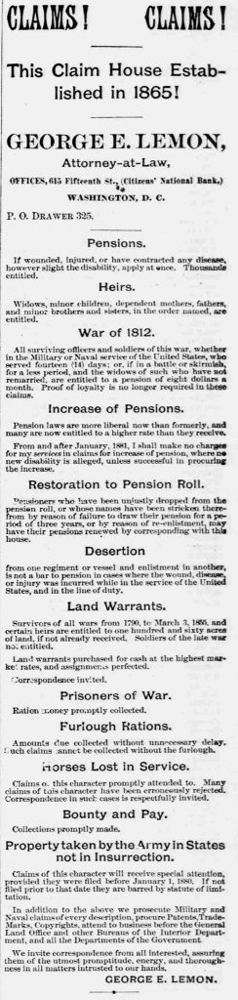 CLAIMS! CLAIMS!
This Claim House Estab-
lished in 1865!
GEORGE E. LEMON,
Attorney-at-Law,
OFFICES, 615 Fifteenth St., (Citizens' National Bank,)
WASHINGTON, D. C.
P. O. DRAWER 325.
Pensions.
If wounded, injured, or have contracted any disease,
however slight the disability, apply at once. Thousands
entitled.
Heirs.
Widows, minor children, dependent mothers, fathers,
and minor brothers and sisters, in the order named, are
entitled.
War of 1812.
All surviving officers and soldiers of this war, whether
in the Military or Naval service of the United States, who
served fourteen (14) days; or, if in a battle or skirmish,
for a less period, and the widows of such who have not
remarried, are entitled to a pension of eight dollars a
month. Proof of loyalty is no longer required in these
claims.
Increase of Pensions.
Pension laws are more liberal now than formerly, and
many are now entitled to a higher rate than they receive.
From and after January, 1881, I shall make no charges
for my services in claims for increase of pension, where no
new disability is alleged, unless successful in procuring
the increase.
Restoration to Pension Roll.
Pensioners who have been unjustly dropped from the
pension roll, or whose names have been stricken there-
from by reason of failure to draw their pension for a pe-
riod of three years, or by reason of re-enlistment, may
have their pensions renewed by corresponding with this
house.
Desertion
from one regiment or vessel and enlistment in another,
is not a bar to pension in cases where the wound, disease,
or injury was incurred while in the service of the United
States, and in the line of duty.
Land Warrants.
Survivors of all wars from 1790, to March 3, 1855, and
certain heirs are entitled to one hundred and sixty acres
of land, if not already received. Soldiers of the late war
not entitled.
Land warrants purchased for cash at the highest mar-
ket rates, and assignments perfected.
Correspondence invited.
Prisoners of War.
Ration money promptly collected.
Furlough Rations.
Amounts due collected without unnecessary delay.
Such claims cannot be collected without the furlough.
Horses Lost in Service.
Claims of this character promptly attended to. Many
claims of this character have been erroneously rejected.
Correspondence in such cases is respectfully invited.
Bounty and Pay.
Collections promptly made.
Property taken by the Army in States
not in Insurrection.
Claims of this character will receive special attention,
provided they were filed before January 1, 1880. If not
filed prior to that date they are barred by statute of limi-
tation.
In addition to the above we prosecute Military and
Naval claims of every description, procure Patents, Trade-
Marks, Copyrights, attend to business before the General
Land Office and other Bureaus of the Interior Depart-
ment, and all the Departments of the Government.
We invite correspondence from all interested, assuring
them of the utmost promptitude, energy, and thorough-
ness in all matters intrusted to our hands.
GEORGE E. LEMON.